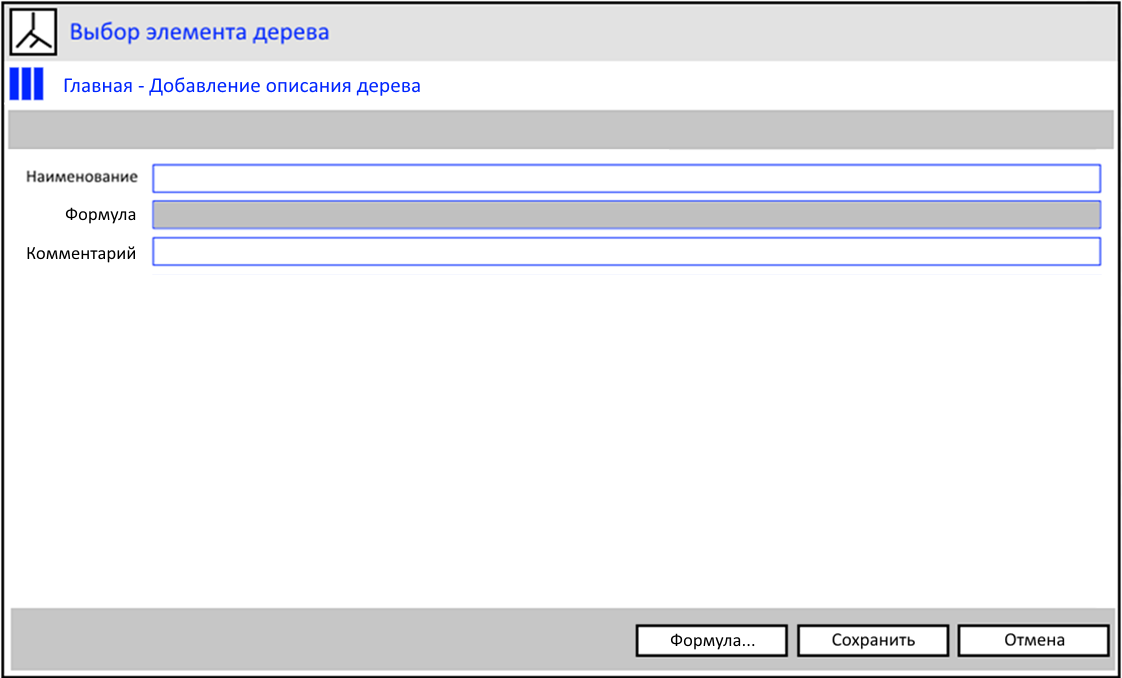 Выбор элемента дерева
Главная - Добавление описания дерева
Наименование
Формула
Комментарий
Формула... Сохранить Отмена